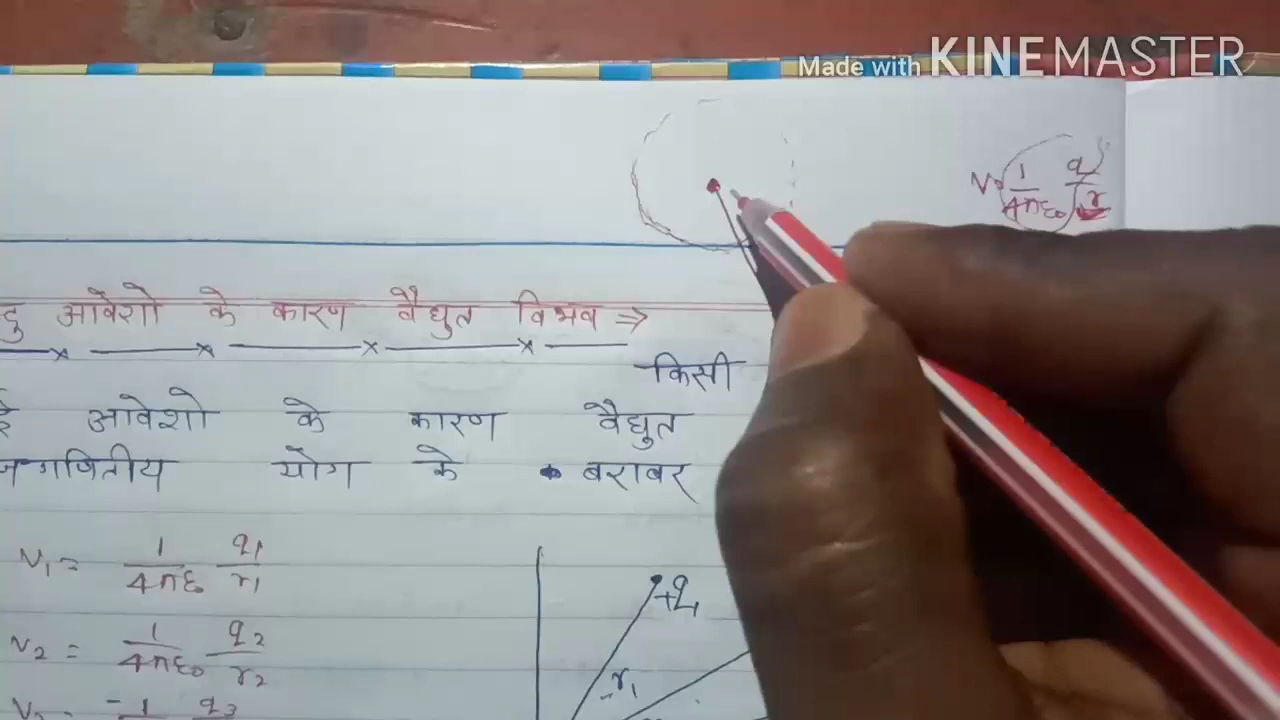 Made with KINEMASTER
V = 1/4πε₀ q/r
आवेशो के कारण वैद्युत विभव ⇒
किसी
आवेशो के कारण वैद्युत
गणितीय योग के बराबर
V₁ = 1/4πε₀ q₁/r₁
V₂ = 1/4πε₀ q₂/r₂
+q₁
r₁